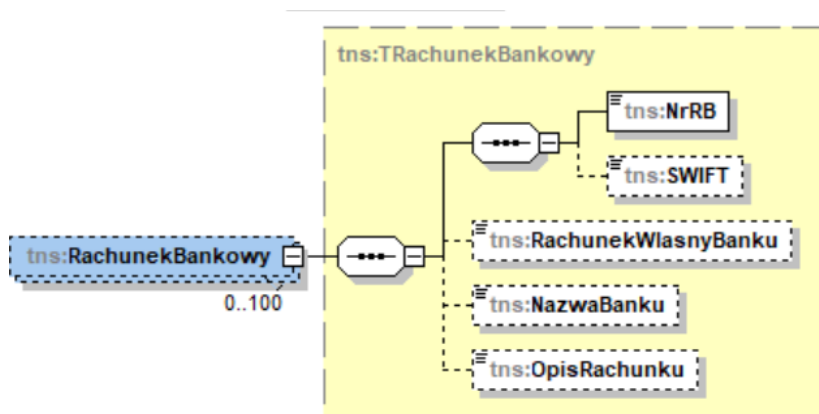 tns:TRachunekBankowy
tns:NrRB
tns:SWIFT
tns:RachunekWlasnyBanku
tns:RachunekBankowy
0..100
tns:NazwaBanku
tns:OpisRachunku